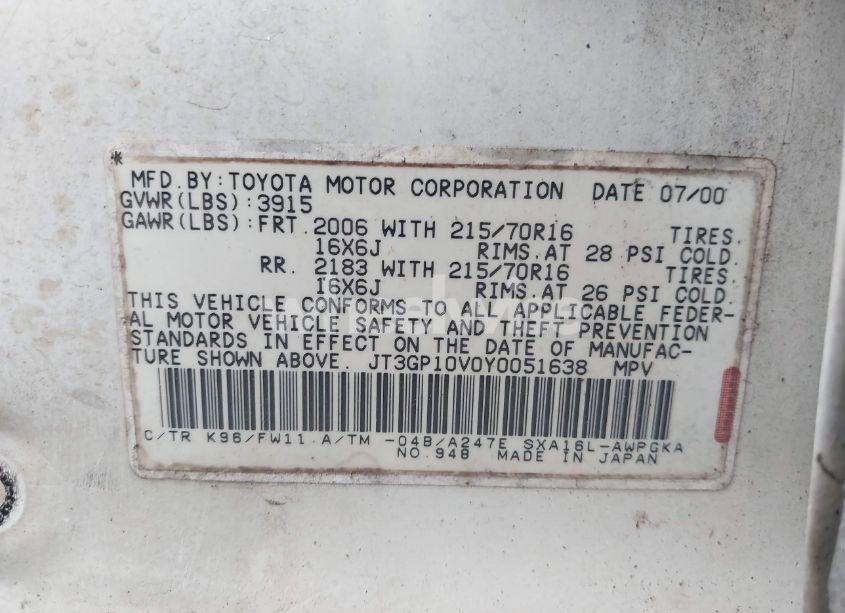 *
MFD.BY:TOYOTA MOTOR CORPORATION DATE 07/00
GVWR(LBS):3915
GAWR(LBS):FRT.2006 WITH 215/70R16 TIRES.
16X6J RIMS.AT 28 PSI COLD.
RR. 2183 WITH 215/70R16 TIRES.
16X6J RIMS.AT 26 PSI COLD.
THIS VEHICLE CONFORMS TO ALL APPLICABLE FEDER-
AL MOTOR VEHICLE SAFETY AND THEFT PREVENTION
STANDARDS IN EFFECT ON THE DATE OF MANUFAC-
TURE SHOWN ABOVE. JT3GP10V0Y0051638 MPV
C/TR K96/FW11 A/TM -04B/A247E SXA16L-AWPGKA
NO.948 MADE IN JAPAN